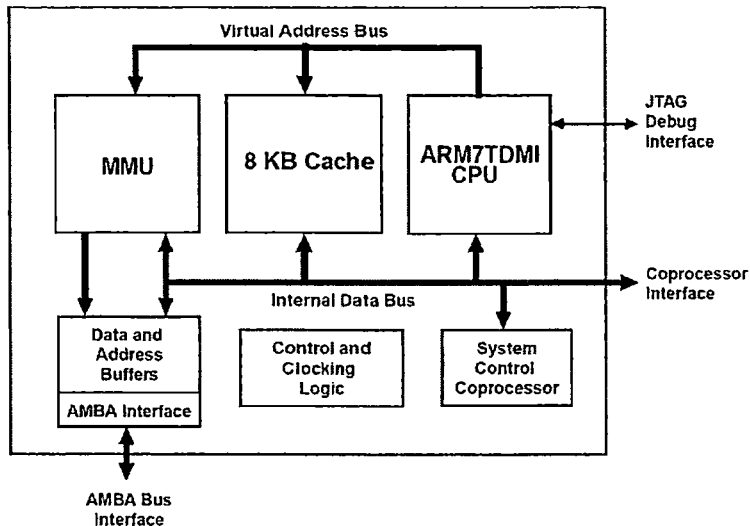 Virtual Address Bus
MMU
8 KB Cache
ARM7TDMI
CPU
JTAG
Debug
Interface
Internal Data Bus
Coprocessor
Interface
Data and
Address
Buffers
AMBA Interface
Control and
Clocking
Logic
System
Control
Coprocessor
AMBA Bus
Interface